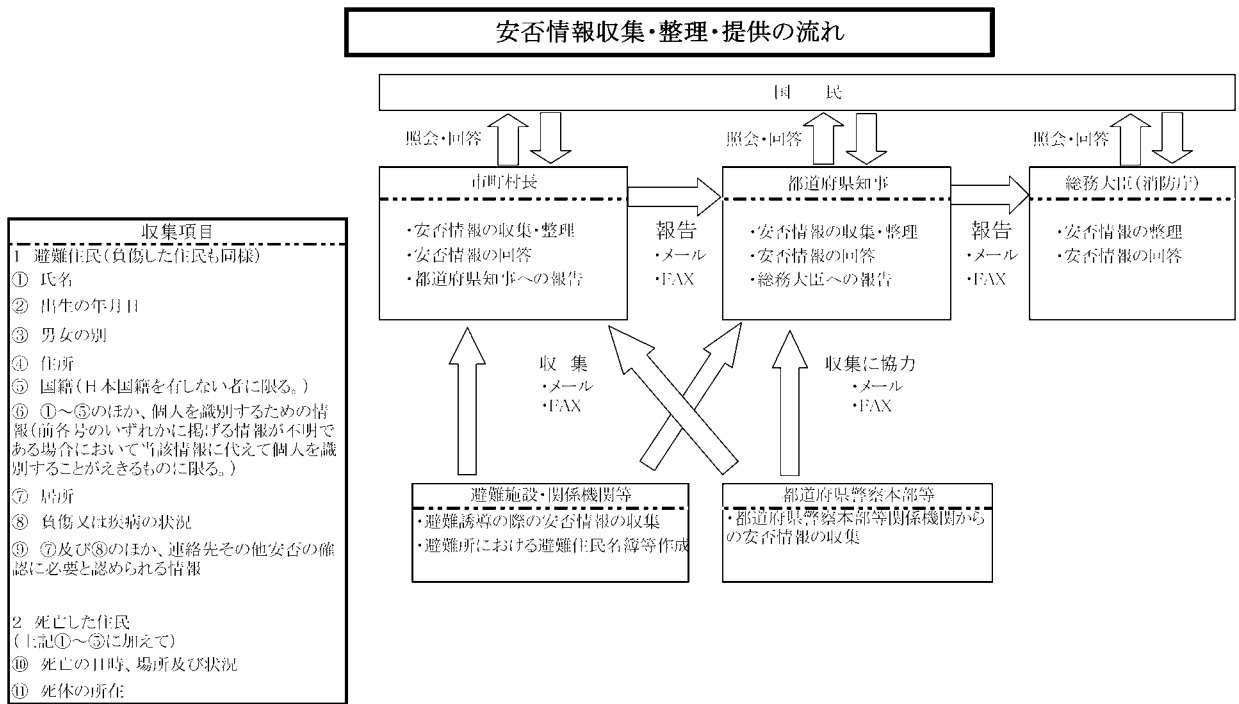 安否情報収集・整理・提供の流れ
国　民
照会・回答
照会・回答
照会・回答
市町村長
・安否情報の収集・整理
・安否情報の回答
・都道府県知事への報告
報告
・メール
・FAX
都道府県知事
・安否情報の収集・整理
・安否情報の回答
・総務大臣への報告
報告
・メール
・FAX
総務大臣(消防庁)
・安否情報の整理
・安否情報の回答
収 集
・メール
・FAX
収集に協力
・メール
・FAX
避難施設・関係機関等
・避難誘導の際の安否情報の収集
・避難所における避難住民名簿等作成
都道府県警察本部等
・都道府県警察本部等関係機関から
の安否情報の収集
収集項目
1 避難住民(負傷した住民も同様)
① 氏名
② 出生の年月日
③ 男女の別
④ 住所
⑤ 国籍(日本国籍を有しない者に限る。)
⑥ ①～⑤のほか、個人を識別するための情
報(前各号のいずれかに掲げる情報が不明で
ある場合において当該情報に代えて個人を識
別することがえきるものに限る。)
⑦ 居所
⑧ 負傷又は疾病の状況
⑨ ⑦及び⑧のほか、連絡先その他安否の確
認に必要と認められる情報
2 死亡した住民
(上記①～⑤に加えて)
⑩ 死亡の日時、場所及び状況
⑪ 死体の所在